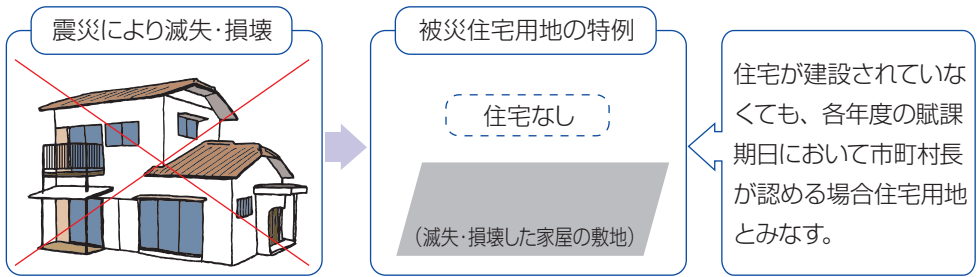 震災により滅失・損壊
被災住宅用地の特例
住宅なし
（滅失・損壊した家屋の敷地）
住宅が建設されていな
くても、各年度の賦課
期日において市町村長
が認める場合住宅用地
とみなす。